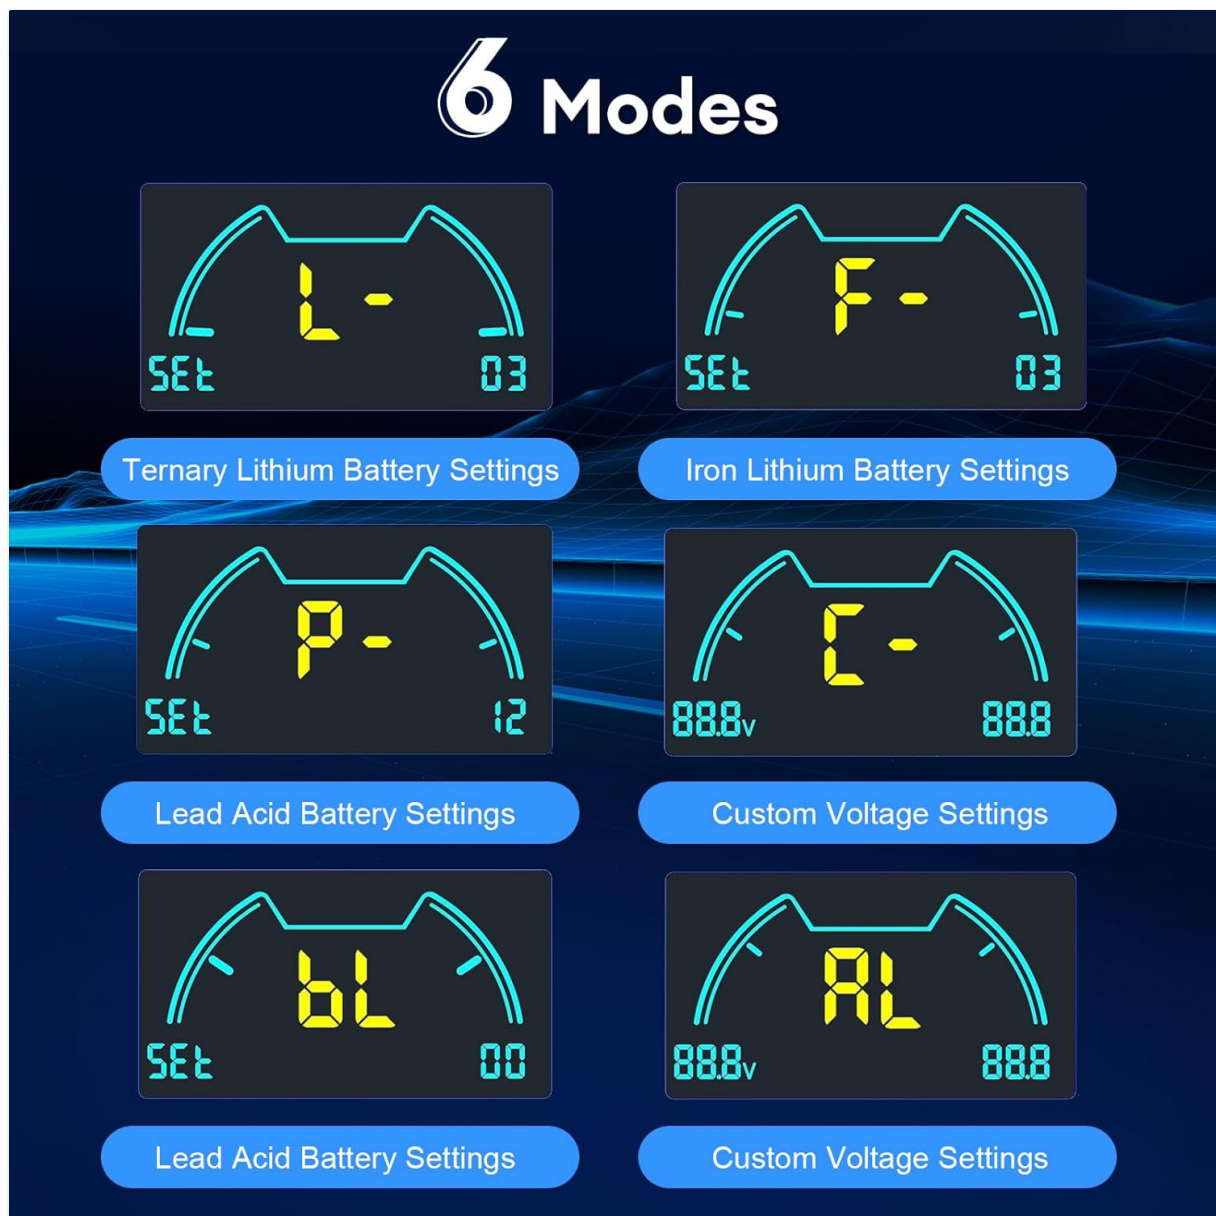 6 Modes
L -
SEt 03
F -
SEt 03
Ternary Lithium Battery Settings
Iron Lithium Battery Settings
P -
SEt 12
C -
88.8v 88.8
Lead Acid Battery Settings
Custom Voltage Settings
bL
SEt 00
AL
88.8v 88.8
Lead Acid Battery Settings
Custom Voltage Settings